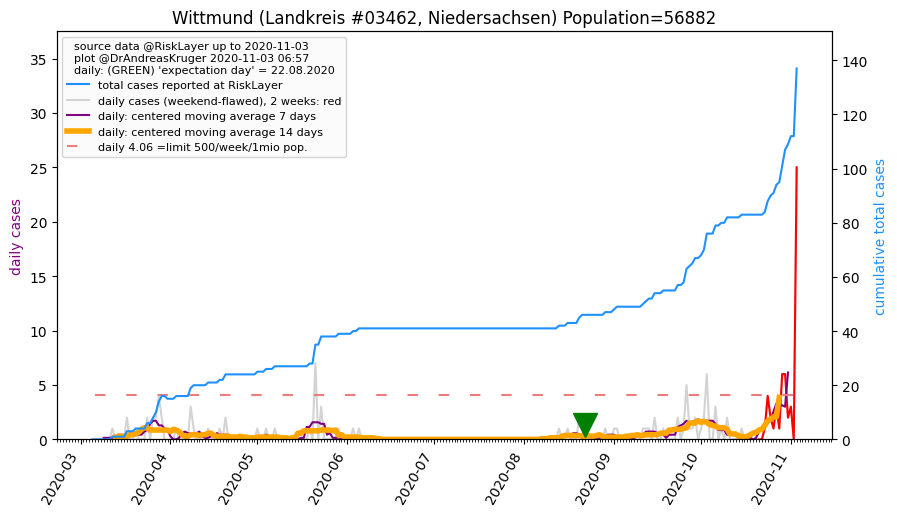 Wittmund (Landkreis #03462, Niedersachsen) Population=56882
source data @RiskLayer up to 2020-11-03
plot @DrAndreasKruger 2020-11-03 06:57
daily: (GREEN) 'expectation day' = 22.08.2020
total cases reported at RiskLayer
daily cases (weekend-flawed), 2 weeks: red
daily: centered moving average 7 days
daily: centered moving average 14 days
daily 4.06 =limit 500/week/1mio pop.
daily cases
35
30
25
20
15
10
5
0
140
120
100
80
60
40
20
0
cumulative total cases
2020-03
2020-04
2020-05
2020-06
2020-07
2020-08
2020-09
2020-10
2020-11